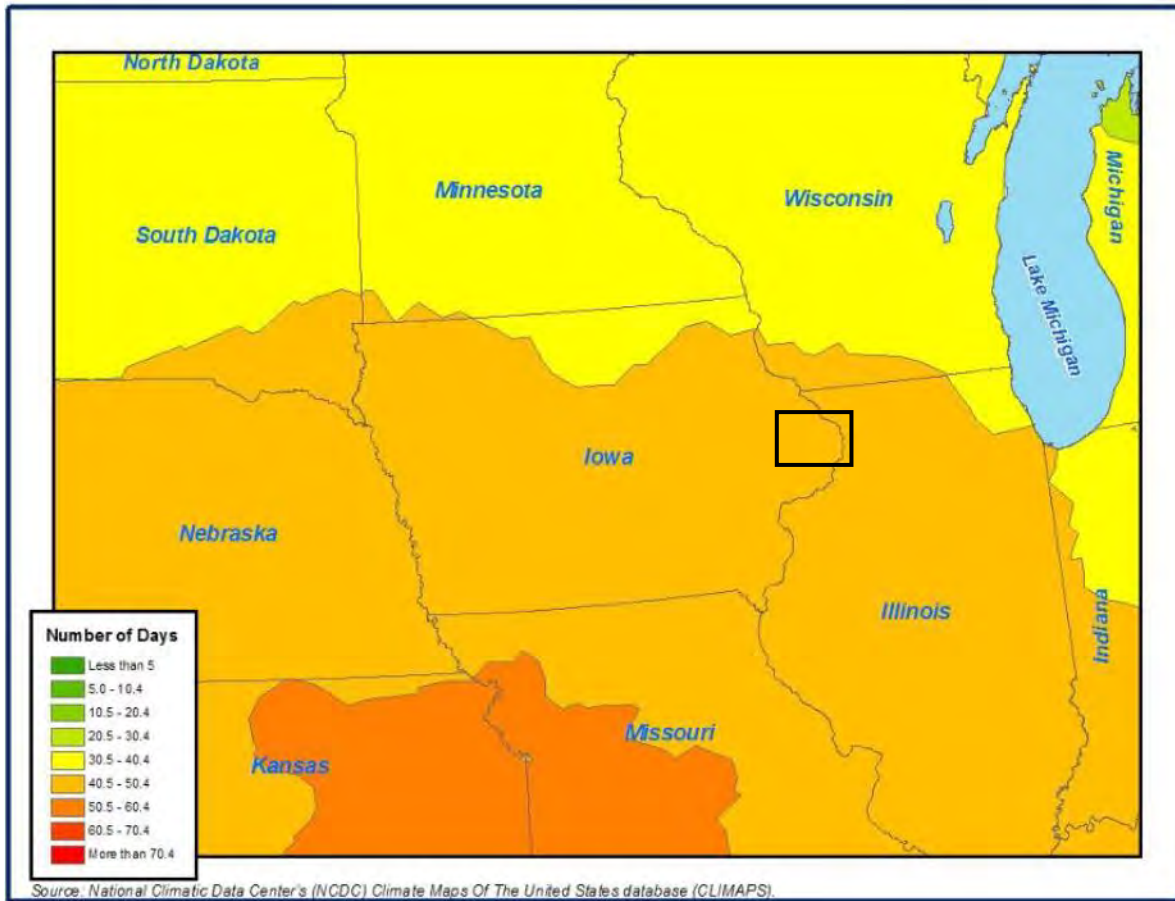 North Dakota
Minnesota
Wisconsin
Michigan
South Dakota
Lake Michigan
Iowa
Nebraska
Illinois
Indiana
Missouri
Kansas
Number of Days
Less than 5
5.0 - 10.4
10.5 - 20.4
20.5 - 30.4
30.5 - 40.4
40.5 - 50.4
50.5 - 60.4
60.5 - 70.4
More than 70.4
Source: National Climatic Data Center's (NCDC) Climate Maps Of The United States database (CLIMAPS).